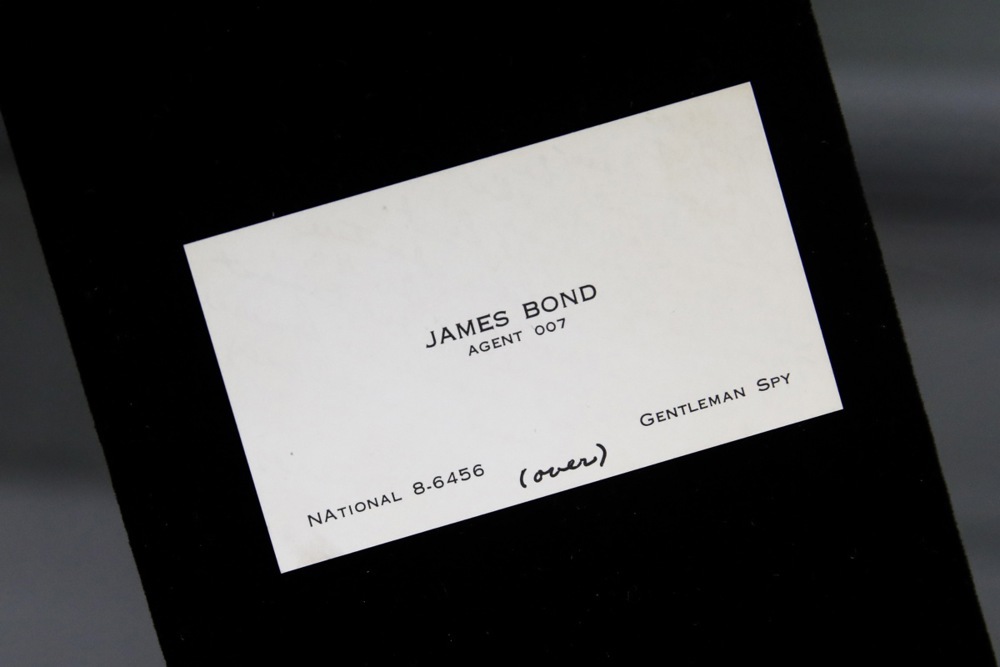 JAMES BOND
AGENT 007
GENTLEMAN SPY
NATIONAL 8-6456
(over)